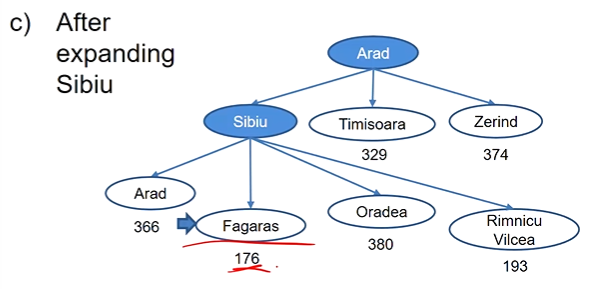 c) After
expanding
Sibiu
Arad
Sibiu
Timisoara
Zerind
329
374
Arad
Fagaras
Oradea
Rimnicu
Vilcea
366
176
380
193